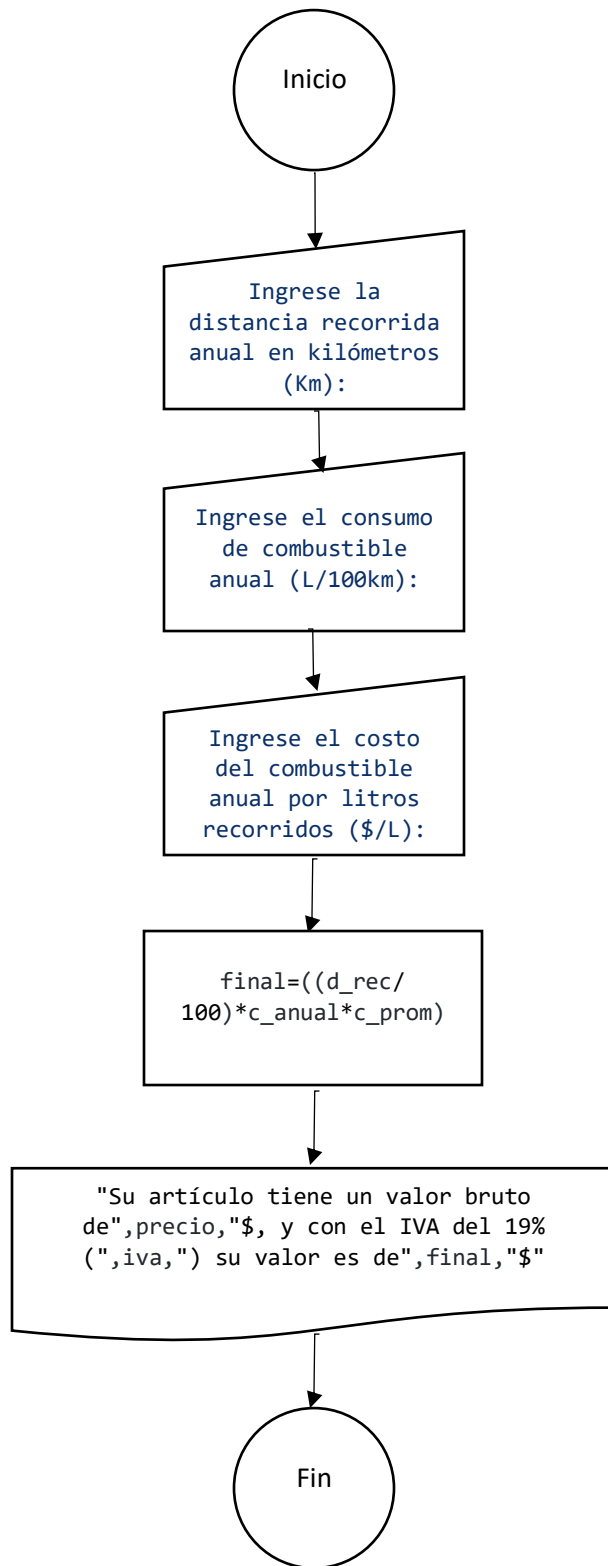 Inicio
Ingrese la
distancia recorrida
anual en kilómetros
(Km):
Ingrese el consumo
de combustible
anual (L/100km):
Ingrese el costo
del combustible
anual por litros
recorridos ($/L):
final=((d_rec/
100)*c_anual*c_prom)
"Su artículo tiene un valor bruto
de",precio,"$, y con el IVA del 19%
(",iva,") su valor es de",final,"$"
Fin